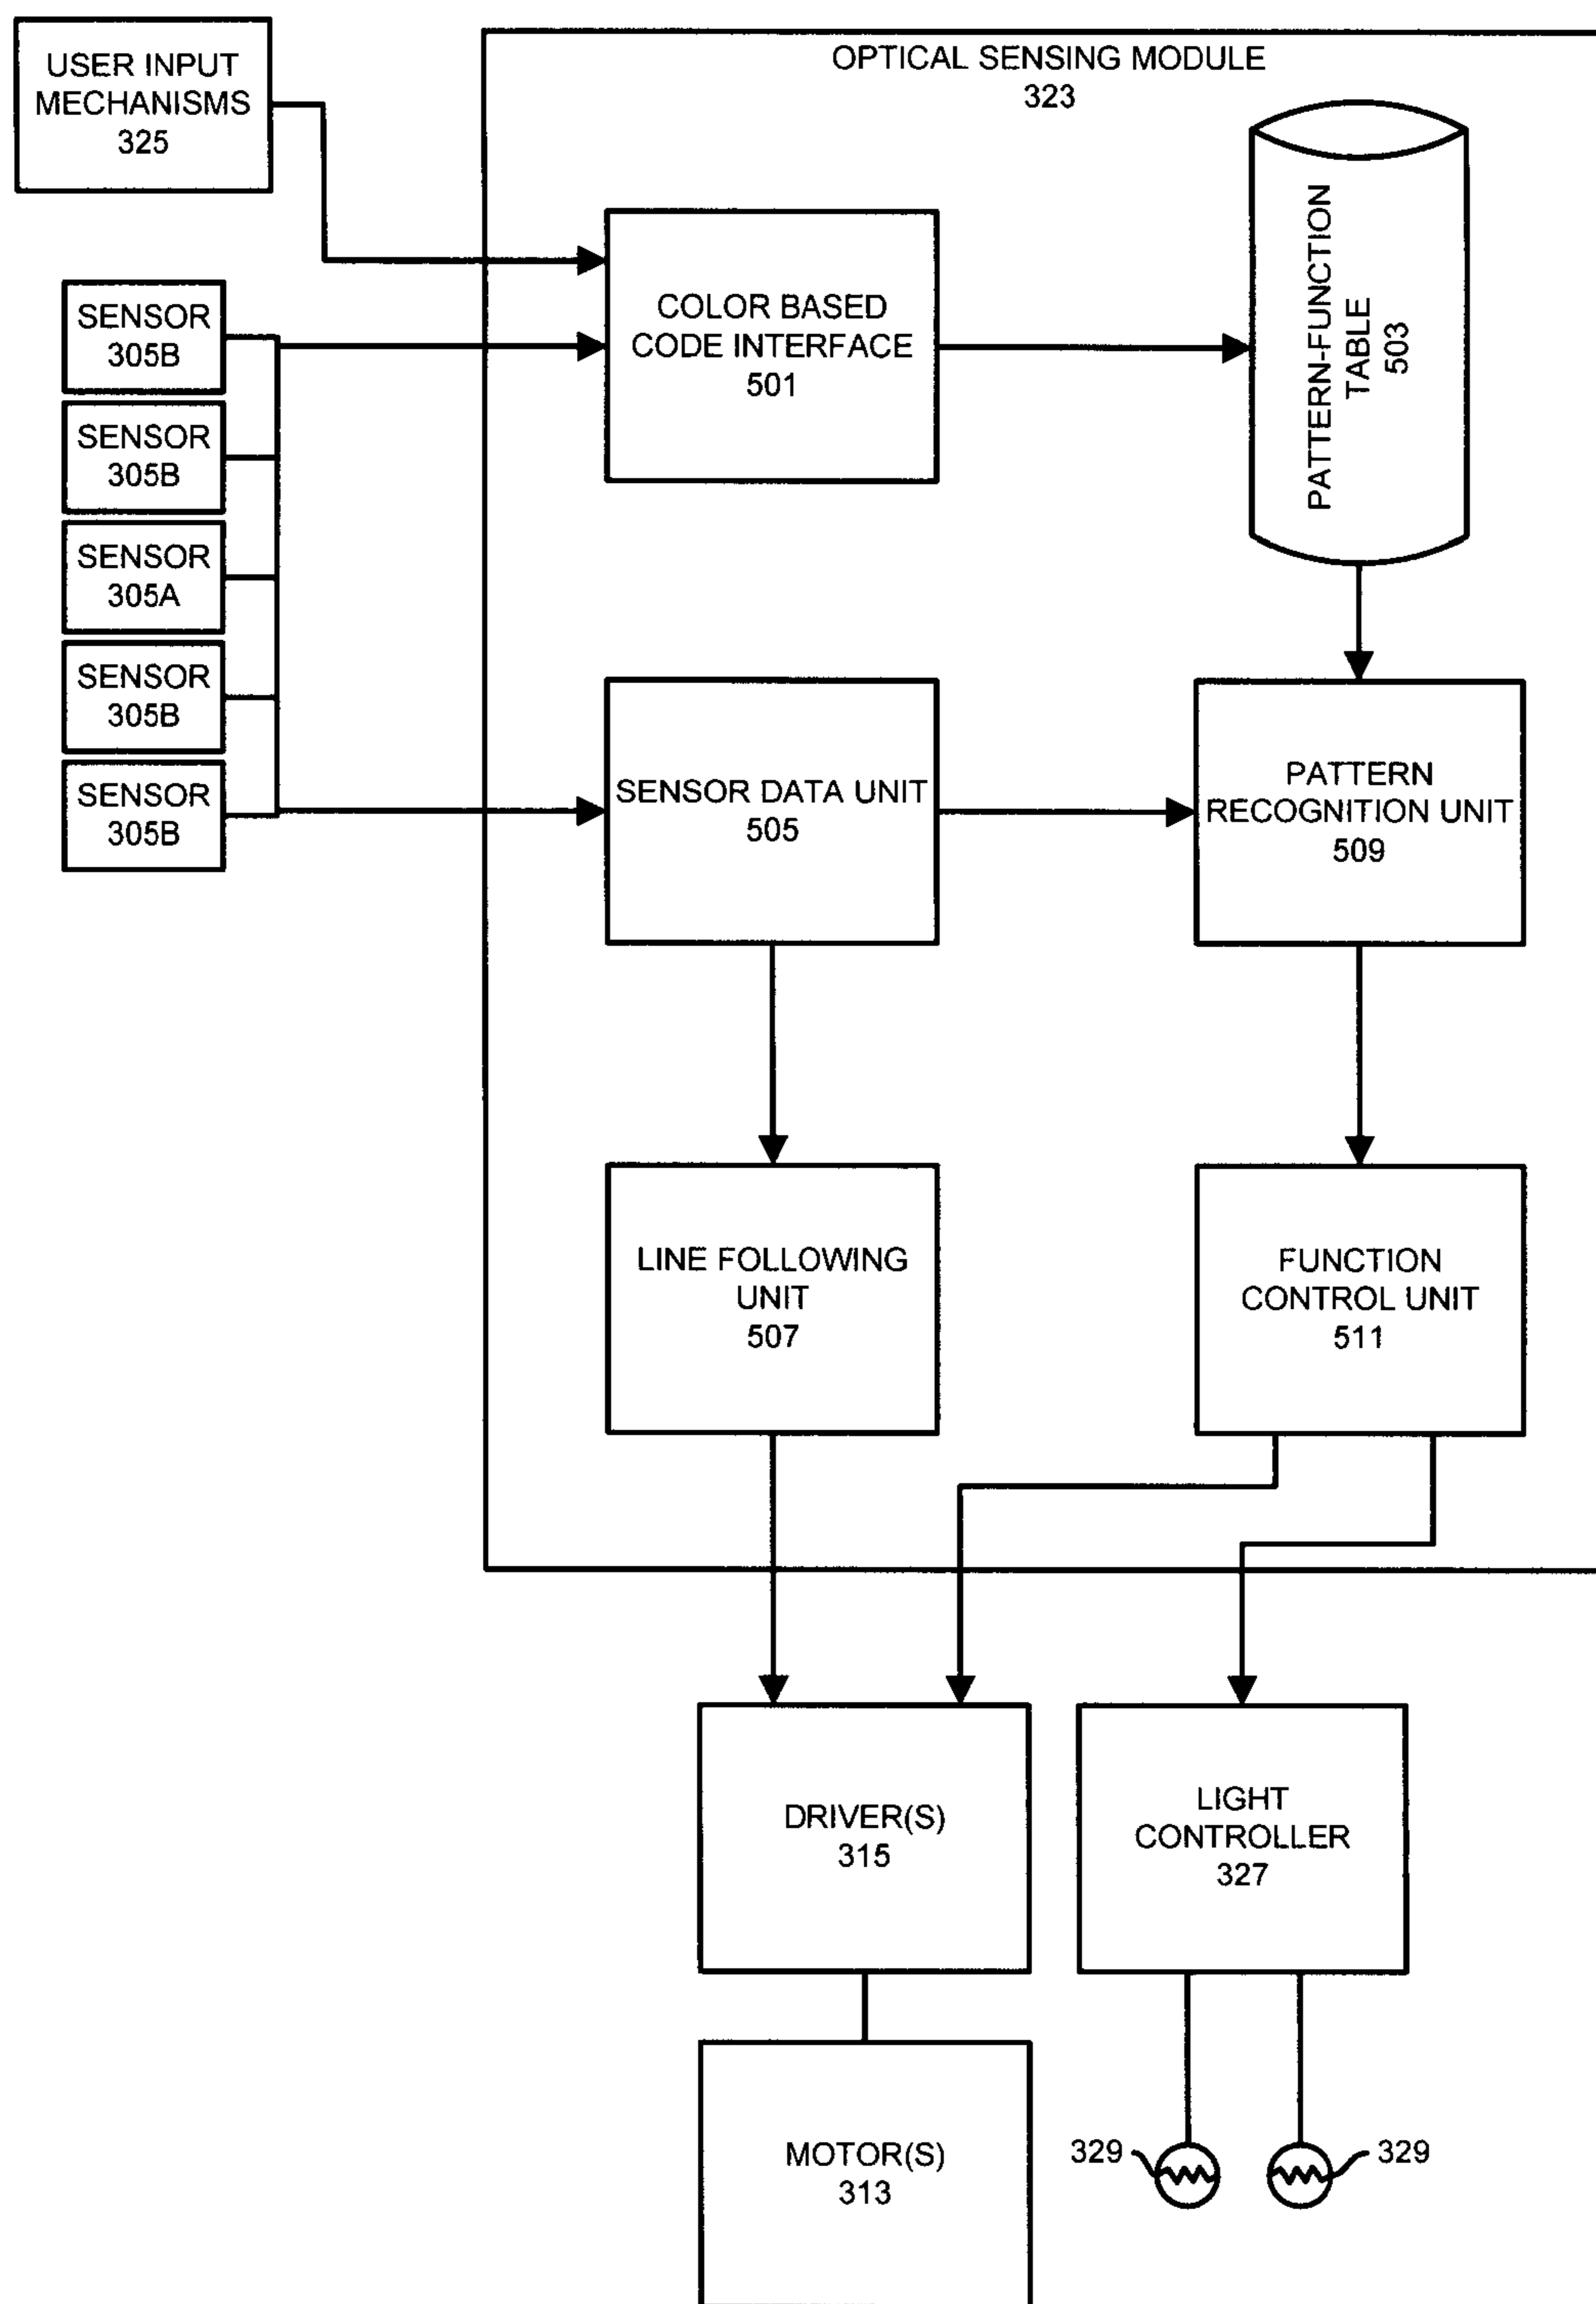 USER INPUT
MECHANISMS
325
OPTICAL SENSING MODULE
323
SENSOR
305B
SENSOR
305B
SENSOR
305A
SENSOR
305B
SENSOR
305B
COLOR BASED
CODE INTERFACE
501
PATTERN-FUNCTION
TABLE
503
SENSOR DATA UNIT
505
PATTERN
RECOGNITION UNIT
509
LINE FOLLOWING
UNIT
507
FUNCTION
CONTROL UNIT
511
DRIVER(S)
315
LIGHT
CONTROLLER
327
MOTOR(S)
313
329
329